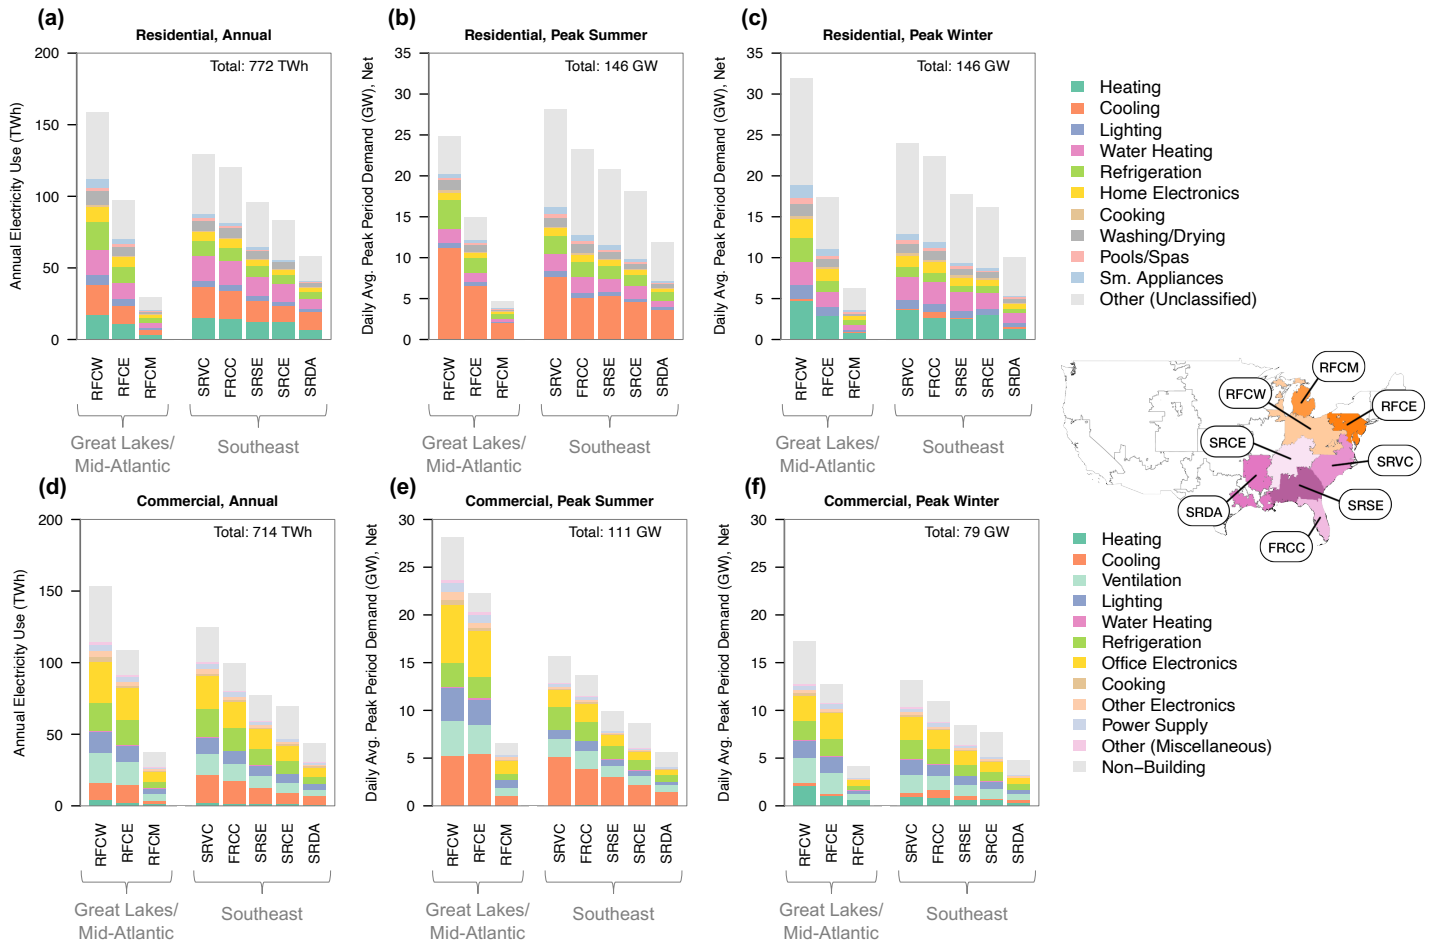 (a)
Residential, Annual
Total: 772 TWh
Annual Electricity Use (TWh)
200
150
100
50
0
RFCW
RFCE
RFCM
SRVC
FRCC
SRSE
SRCE
SRDA
Great Lakes/
Mid-Atlantic
Southeast
(b)
Residential, Peak Summer
Total: 146 GW
Daily Avg. Peak Period Demand (GW), Net
35
30
25
20
15
10
5
0
RFCW
RFCE
RFCM
SRVC
FRCC
SRSE
SRCE
SRDA
Great Lakes/
Mid-Atlantic
Southeast
(c)
Residential, Peak Winter
Total: 146 GW
Daily Avg. Peak Period Demand (GW), Net
35
30
25
20
15
10
5
0
RFCW
RFCE
RFCM
SRVC
FRCC
SRSE
SRCE
SRDA
Great Lakes/
Mid-Atlantic
Southeast
Heating
Cooling
Lighting
Water Heating
Refrigeration
Home Electronics
Cooking
Washing/Drying
Pools/Spas
Sm. Appliances
Other (Unclassified)
RFCM
RFCW
RFCE
SRCE
SRVC
SRDA
SRSE
FRCC
(d)
Commercial, Annual
Total: 714 TWh
Annual Electricity Use (TWh)
200
150
100
50
0
RFCW
RFCE
RFCM
SRVC
FRCC
SRSE
SRCE
SRDA
Great Lakes/
Mid-Atlantic
Southeast
(e)
Commercial, Peak Summer
Total: 111 GW
Daily Avg. Peak Period Demand (GW), Net
30
25
20
15
10
5
0
RFCW
RFCE
RFCM
SRVC
FRCC
SRSE
SRCE
SRDA
Great Lakes/
Mid-Atlantic
Southeast
(f)
Commercial, Peak Winter
Total: 79 GW
Daily Avg. Peak Period Demand (GW), Net
30
25
20
15
10
5
0
RFCW
RFCE
RFCM
SRVC
FRCC
SRSE
SRCE
SRDA
Great Lakes/
Mid-Atlantic
Southeast
Heating
Cooling
Ventilation
Lighting
Water Heating
Refrigeration
Office Electronics
Cooking
Other Electronics
Power Supply
Other (Miscellaneous)
Non−Building